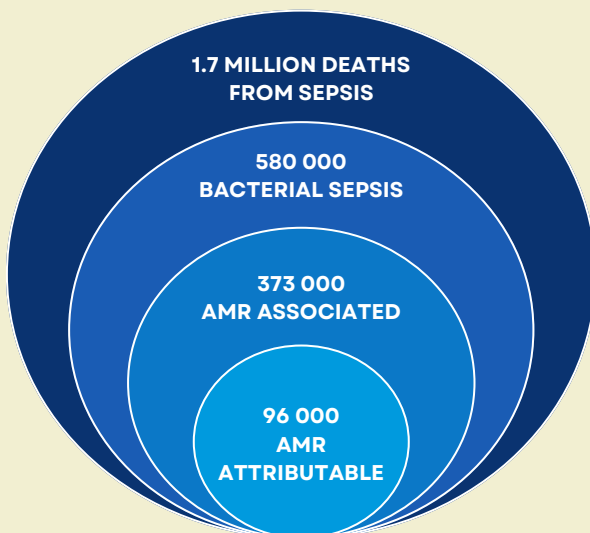 1.7 MILLION DEATHS
FROM SEPSIS
580 000
BACTERIAL SEPSIS
373 000
AMR ASSOCIATED
96 000
AMR
ATTRIBUTABLE